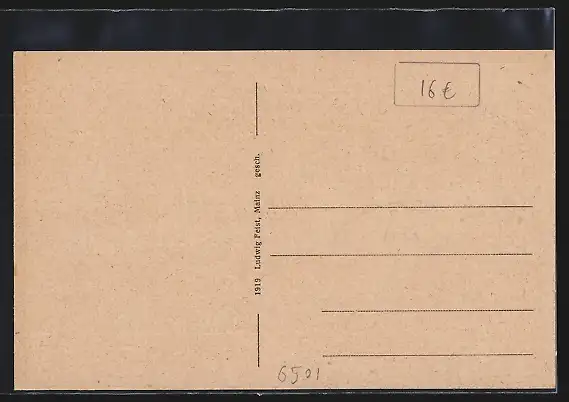 16 €
1919 Ludwig Feist, Mainz gesch.
6501